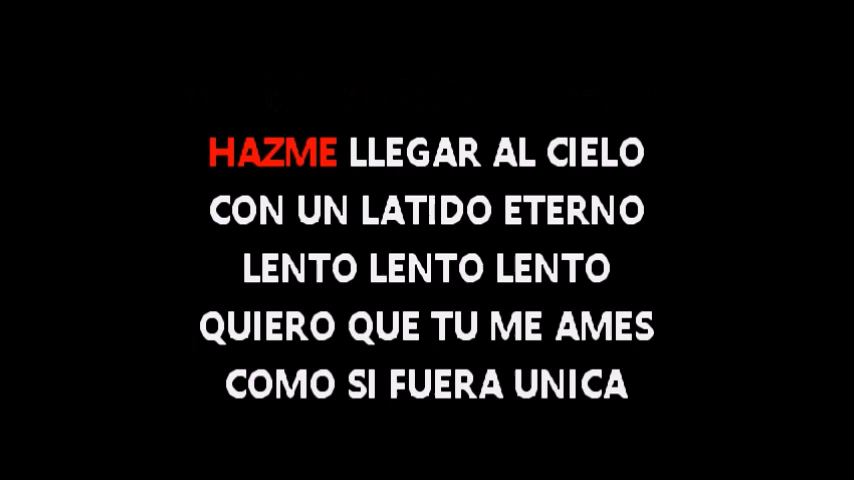 HAZME LLEGAR AL CIELO
CON UN LATIDO ETERNO
LENTO LENTO LENTO
QUIERO QUE TU ME AMES
COMO SI FUERA UNICA